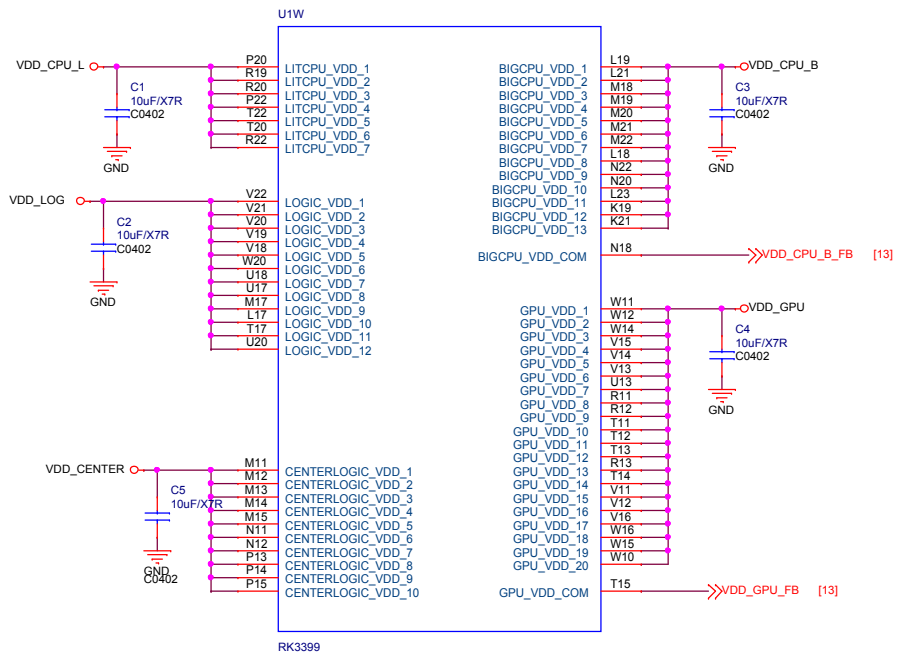 U1W
VDD_CPU_L
C1
10uF/X7R
C0402
GND
P20 LITCPU_VDD_1
R19 LITCPU_VDD_2
R20 LITCPU_VDD_3
P22 LITCPU_VDD_4
T22 LITCPU_VDD_5
T20 LITCPU_VDD_6
R22 LITCPU_VDD_7
VDD_LOG
C2
10uF/X7R
C0402
GND
V22 LOGIC_VDD_1
V21 LOGIC_VDD_2
V20 LOGIC_VDD_3
V19 LOGIC_VDD_4
V18 LOGIC_VDD_5
W20 LOGIC_VDD_6
U18 LOGIC_VDD_7
U17 LOGIC_VDD_8
M17 LOGIC_VDD_9
L17 LOGIC_VDD_10
T17 LOGIC_VDD_11
U20 LOGIC_VDD_12
VDD_CENTER
C5
10uF/X7R
GND
C0402
M11 CENTERLOGIC_VDD_1
M12 CENTERLOGIC_VDD_2
M13 CENTERLOGIC_VDD_3
M14 CENTERLOGIC_VDD_4
M15 CENTERLOGIC_VDD_5
N11 CENTERLOGIC_VDD_6
N12 CENTERLOGIC_VDD_7
P13 CENTERLOGIC_VDD_8
P14 CENTERLOGIC_VDD_9
P15 CENTERLOGIC_VDD_10
BIGCPU_VDD_1 L19
BIGCPU_VDD_2 L21
BIGCPU_VDD_3 M18
BIGCPU_VDD_4 M19
BIGCPU_VDD_5 M20
BIGCPU_VDD_6 M21
BIGCPU_VDD_7 M22
BIGCPU_VDD_8 L18
BIGCPU_VDD_9 N22
BIGCPU_VDD_10 N20
BIGCPU_VDD_11 L23
BIGCPU_VDD_12 K19
BIGCPU_VDD_13 K21
VDD_CPU_B
C3
10uF/X7R
C0402
GND
BIGCPU_VDD_COM N18 VDD_CPU_B_FB [13]
GPU_VDD_1 W11
GPU_VDD_2 W12
GPU_VDD_3 W14
GPU_VDD_4 V15
GPU_VDD_5 V14
GPU_VDD_6 V13
GPU_VDD_7 U13
GPU_VDD_8 R11
GPU_VDD_9 R12
GPU_VDD_10 T11
GPU_VDD_11 T12
GPU_VDD_12 T13
GPU_VDD_13 R13
GPU_VDD_14 T14
GPU_VDD_15 V11
GPU_VDD_16 V12
GPU_VDD_17 V16
GPU_VDD_18 W16
GPU_VDD_19 W15
GPU_VDD_20 W10
VDD_GPU
C4
10uF/X7R
C0402
GND
GPU_VDD_COM T15 VDD_GPU_FB [13]
RK3399